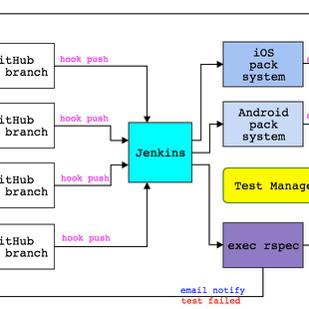 itHub
branch
hook push
itHub
branch
hook push
itHub
branch
hook push
itHub
branch
hook push
Jenkins
iOS
pack
system
Android
pack
system
Test Manage
exec rspec
email notify
test failed